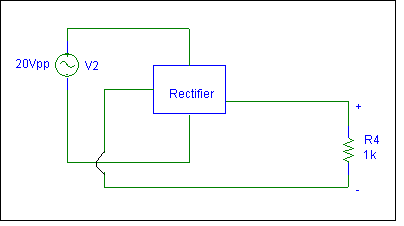 20Vpp
V2
Rectifier
+
R4
1k
-